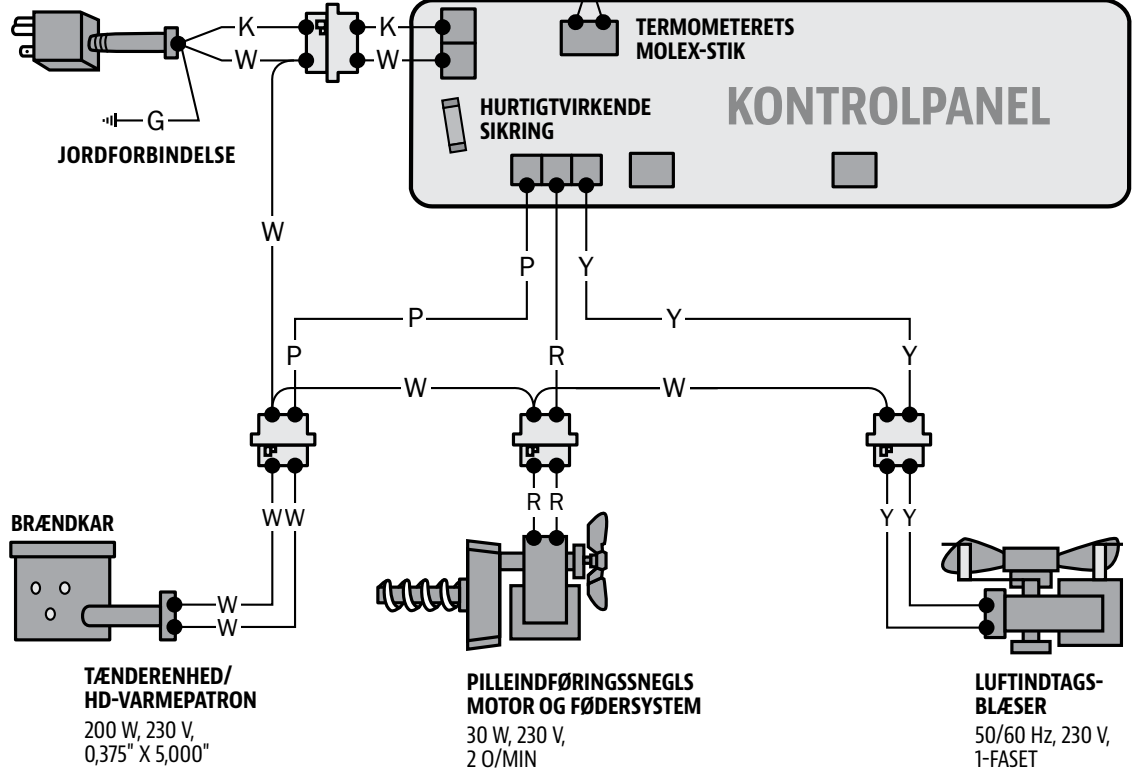 K
K
W
W
G
JORDFORBINDELSE
TERMOMETERETS
MOLEX-STIK
HURTIGTVIRKENDE
SIKRING
KONTROLPANEL
W
P
Y
P
Y
P
R
Y
W
W
W W
R R
Y Y
BRÆNDKAR
W
W
TÆNDERENHED/
HD-VARMEPATRON
200 W, 230 V,
0,375" X 5,000"
PILLEINDFØRINGSSNEGLS
MOTOR OG FØDERSYSTEM
30 W, 230 V,
2 O/MIN
LUFTINDTAGS-
BLÆSER
50/60 Hz, 230 V,
1-FASET